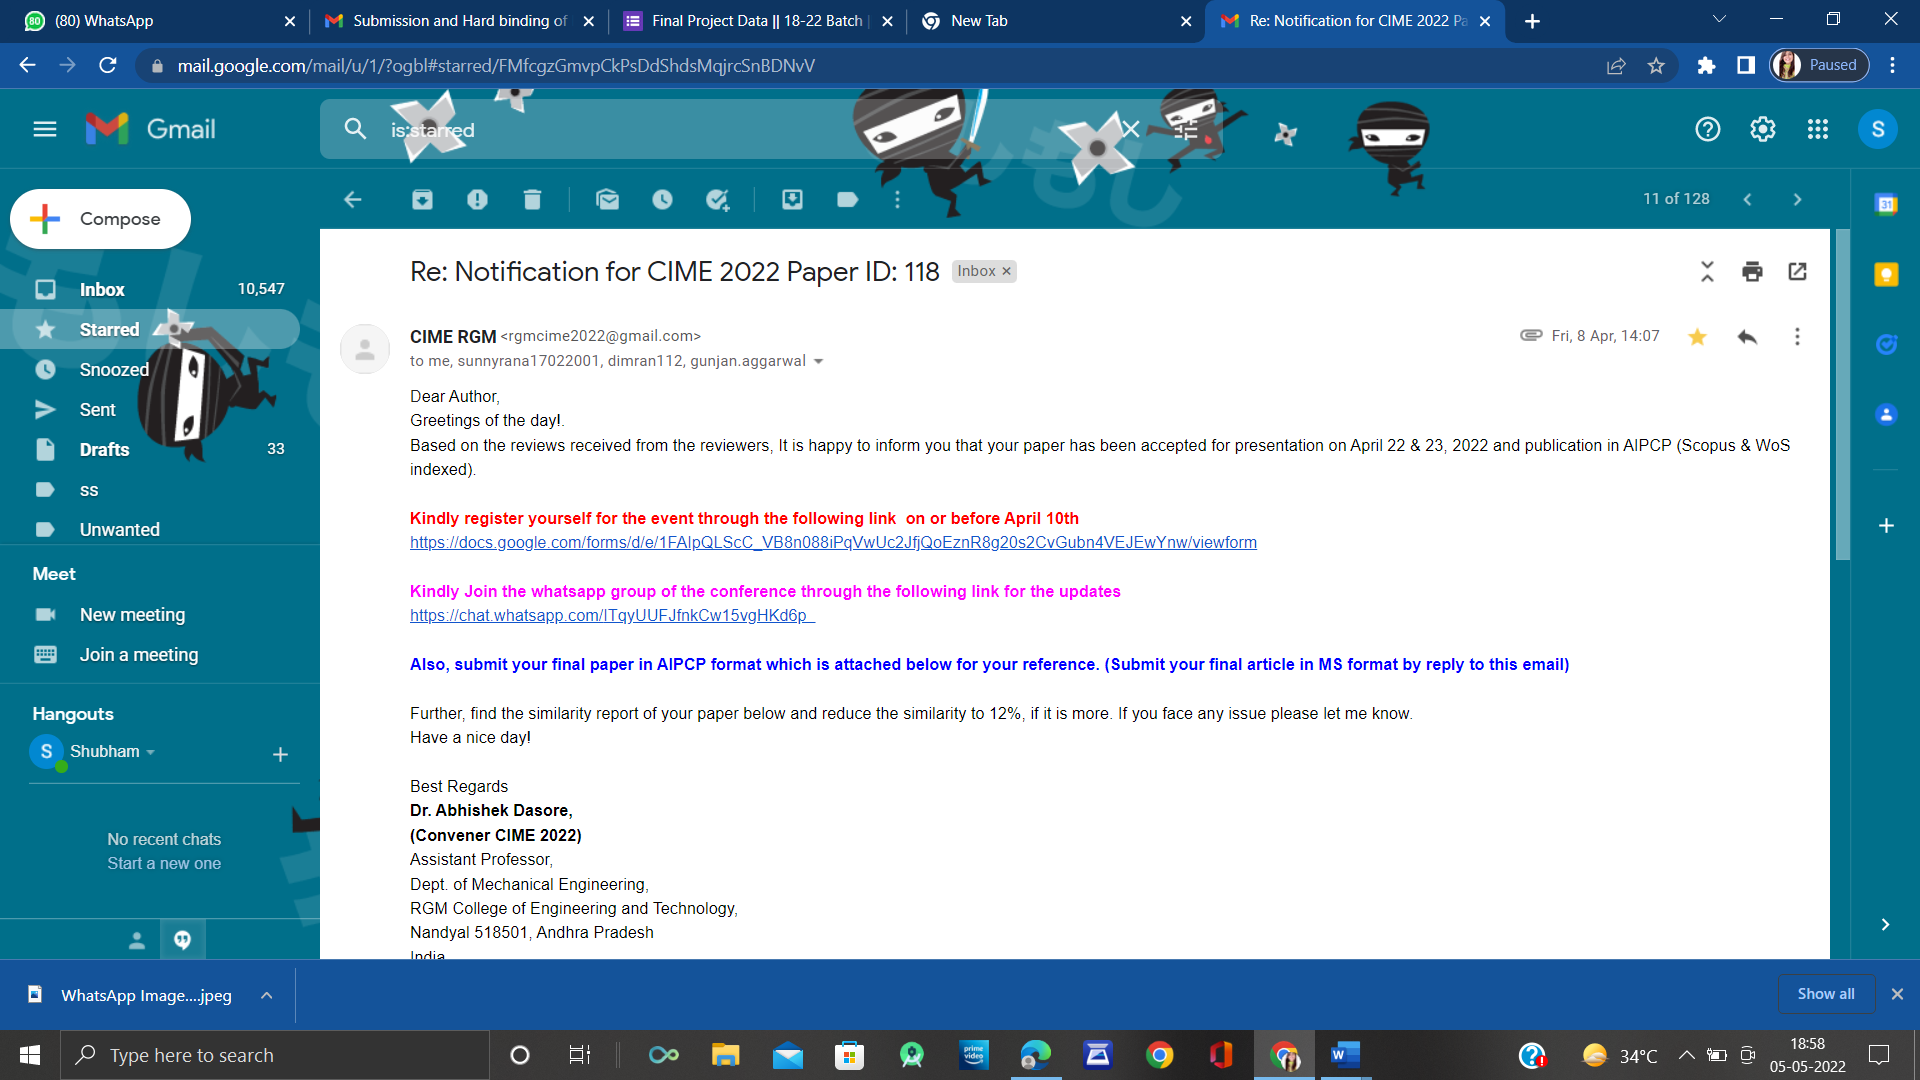 (80) WhatsApp
Submission and Hard binding of
Final Project Data || 18-22 Batch |
New Tab
Re: Notification for CIME 2022 Pa
mail.google.com/mail/u/1/?ogbl#starred/FMfcgzGmvpCkPsDdShdsMqjrcSnBDNvV
Paused
Gmail
is:starred
S
11 of 128
Compose
Inbox 10,547
Starred
Snoozed
Sent
Drafts 33
ss
Unwanted
Meet
New meeting
Join a meeting
Hangouts
S Shubham
No recent chats
Start a new one
Re: Notification for CIME 2022 Paper ID: 118 Inbox ×
CIME RGM <rgmcime2022@gmail.com>
Fri, 8 Apr, 14:07
to me, sunnyrana17022001, dimran112, gunjan.aggarwal
Dear Author,
Greetings of the day!.
Based on the reviews received from the reviewers, It is happy to inform you that your paper has been accepted for presentation on April 22 & 23, 2022 and publication in AIPCP (Scopus & WoS
indexed).
Kindly register yourself for the event through the following link  on or before April 10th
https://docs.google.com/forms/d/e/1FAIpQLScC_VB8n088iPqVwUc2JfjQoEznR8g20s2CvGubn4VEJEwYnw/viewform
Kindly Join the whatsapp group of the conference through the following link for the updates
https://chat.whatsapp.com/ITqyUUFJfnkCw15vgHKd6p
Also, submit your final paper in AIPCP format which is attached below for your reference. (Submit your final article in MS format by reply to this email)
Further, find the similarity report of your paper below and reduce the similarity to 12%, if it is more. If you face any issue please let me know.
Have a nice day!
Best Regards
Dr. Abhishek Dasore,
(Convener CIME 2022)
Assistant Professor,
Dept. of Mechanical Engineering,
RGM College of Engineering and Technology,
Nandyal 518501, Andhra Pradesh
India
31
WhatsApp Image....jpeg
Show all
Type here to search
prime video
34°C
18:58
05-05-2022